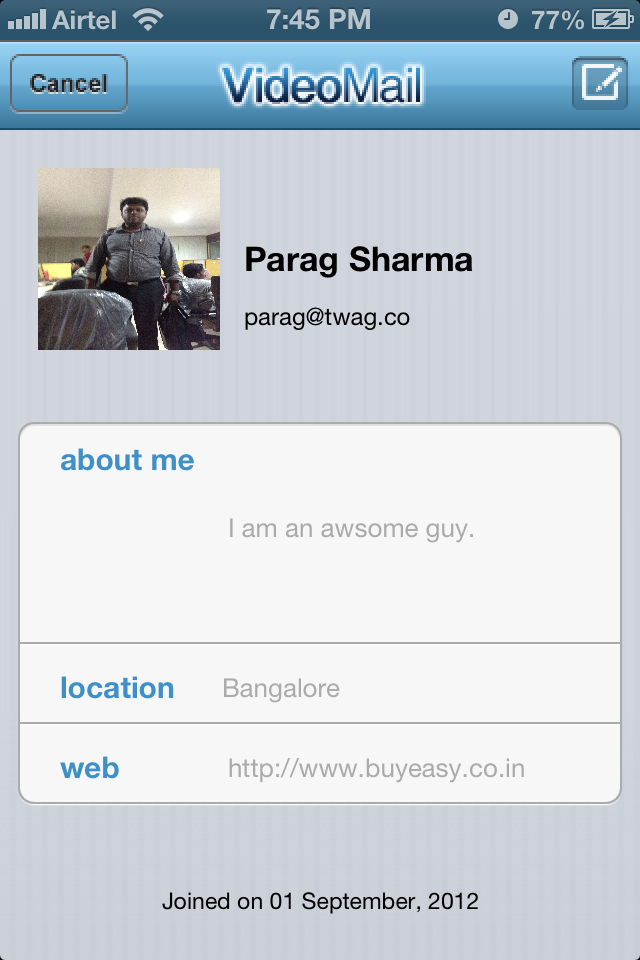 Airtel 7:45 PM 77%
Cancel VideoMail
Parag Sharma
parag@twag.co
about me
I am an awsome guy.
location Bangalore
web http://www.buyeasy.co.in
Joined on 01 September, 2012